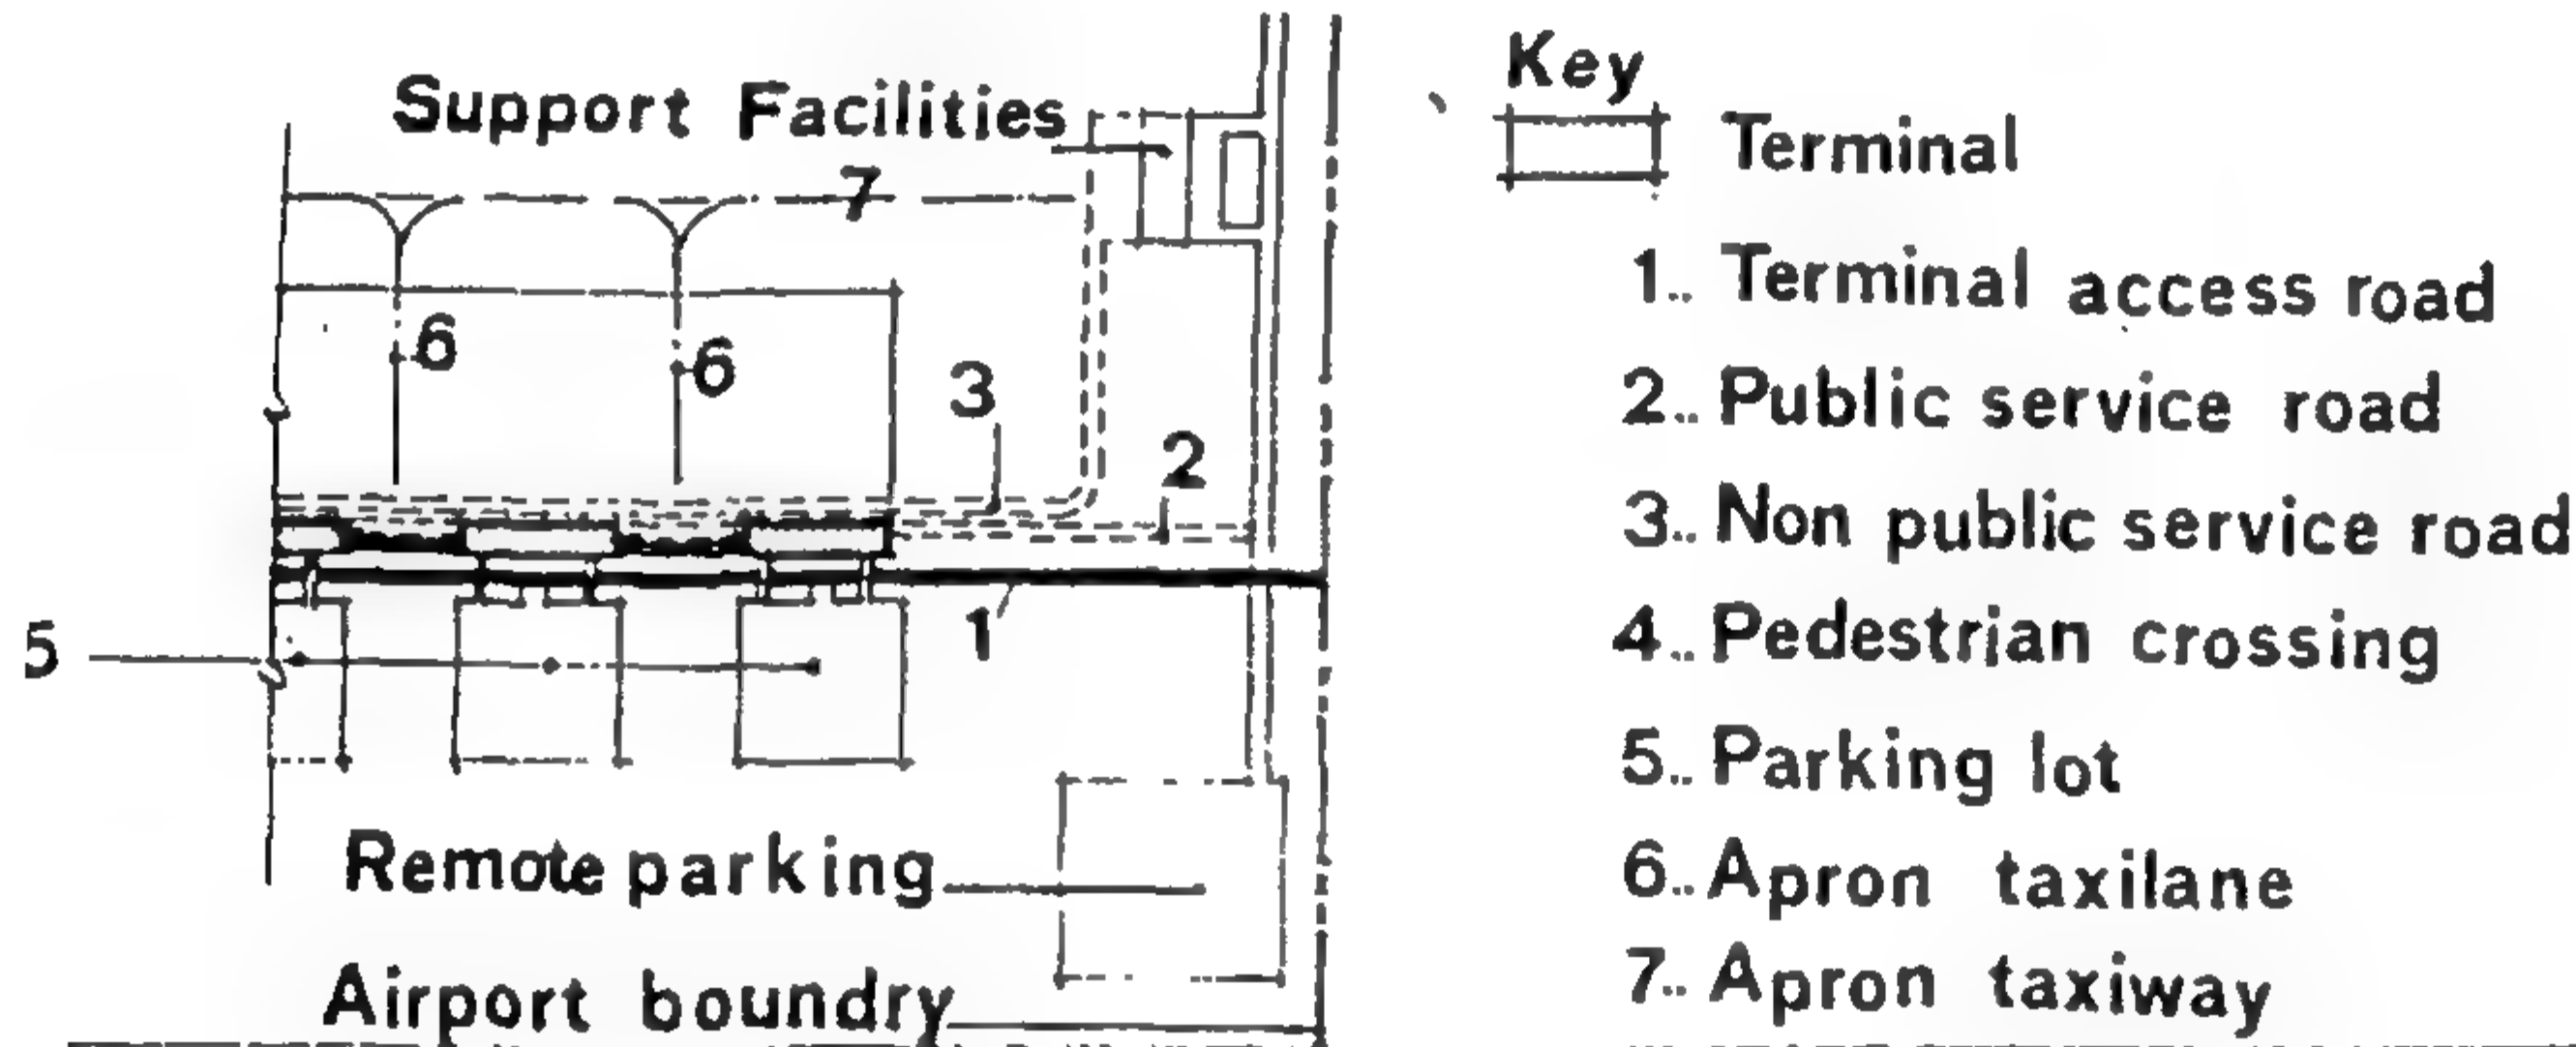 Support Facilities
7
6
6
3
2
5
1
Remote parking
Airport boundry
Key
Terminal
1.. Terminal access road
2.. Public service road
3.. Non public service road
4.. Pedestrian crossing
5.. Parking lot
6.. Apron taxilane
7.. Apron taxiway